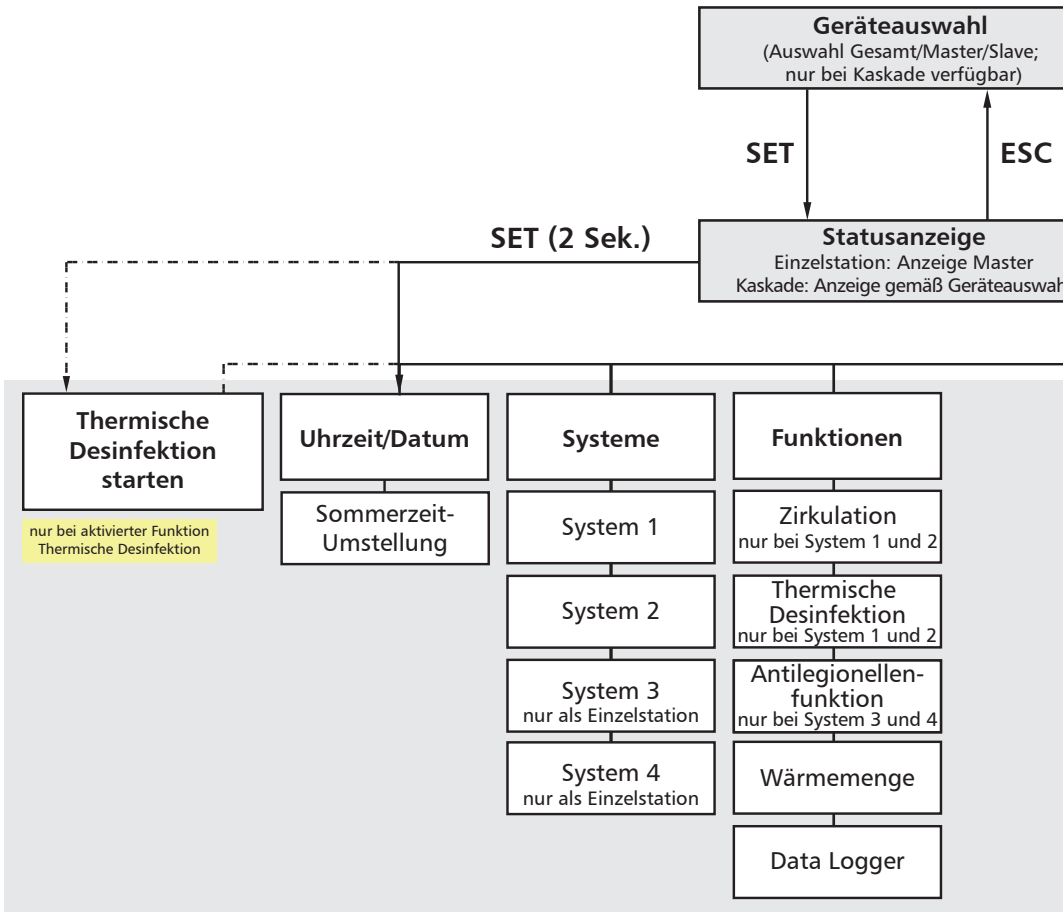 Geräteauswahl
(Auswahl Gesamt/Master/Slave;
nur bei Kaskade verfügbar)
SET
ESC
SET (2 Sek.)
Statusanzeige
Einzelstation: Anzeige Master
Kaskade: Anzeige gemäß Geräteauswah
Thermische
Desinfektion
starten
nur bei aktivierter Funktion
Thermische Desinfektion
Uhrzeit/Datum
Sommerzeit-
Umstellung
Systeme
System 1
System 2
System 3
nur als Einzelstation
System 4
nur als Einzelstation
Funktionen
Zirkulation
nur bei System 1 und 2
Thermische
Desinfektion
nur bei System 1 und 2
Antilegionellen-
funktion
nur bei System 3 und 4
Wärmemenge
Data Logger